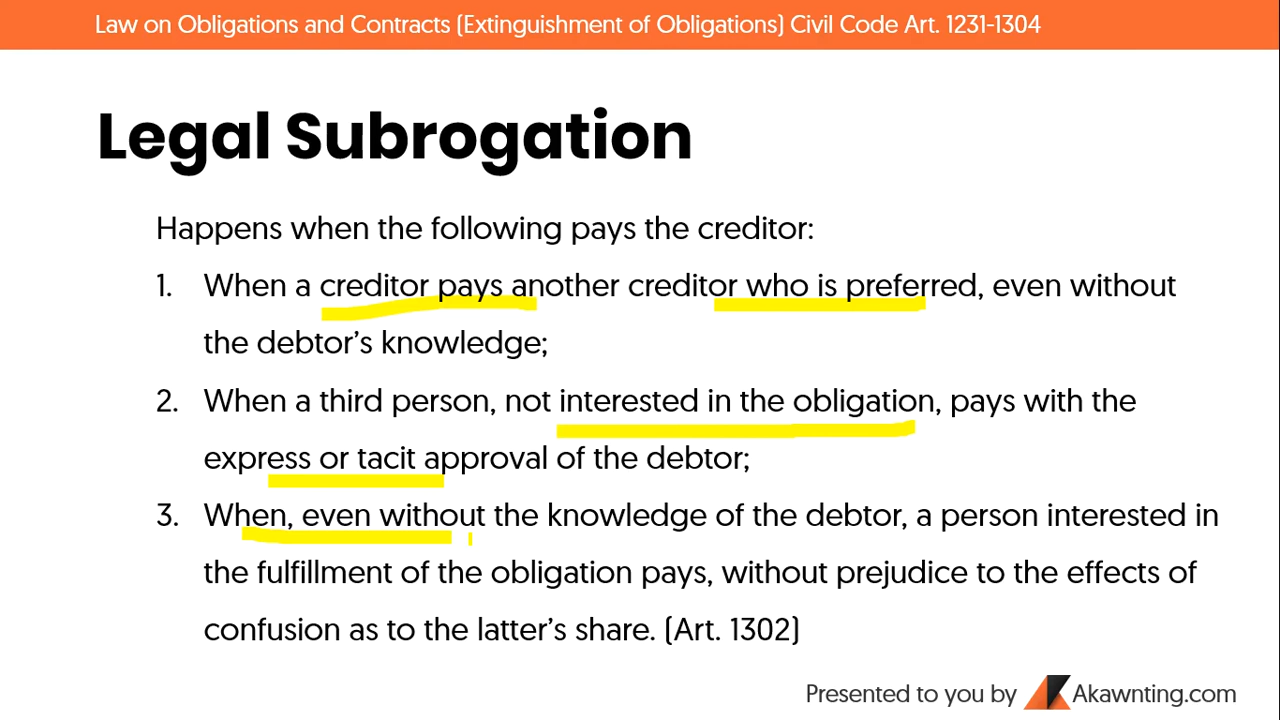 Law on Obligations and Contracts (Extinguishment of Obligations) Civil Code Art. 1231-1304
Legal Subrogation
Happens when the following pays the creditor:
1. When a creditor pays another creditor who is preferred, even without
the debtor’s knowledge;
2. When a third person, not interested in the obligation, pays with the
express or tacit approval of the debtor;
3. When, even without the knowledge of the debtor, a person interested in
the fulfillment of the obligation pays, without prejudice to the effects of
confusion as to the latter’s share. (Art. 1302)
Presented to you by Akawnting.com